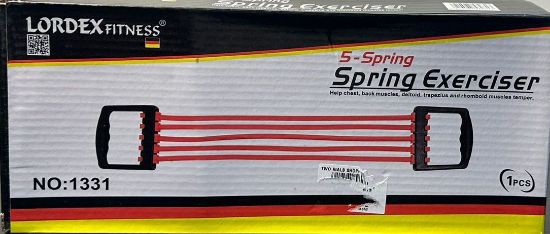 LORDEX FITNESS®
5-Spring
Spring Exerciser
Help chest, back muscles, deltoid, trapezius and rhomboid muscles temper.
NO:1331
1PCS